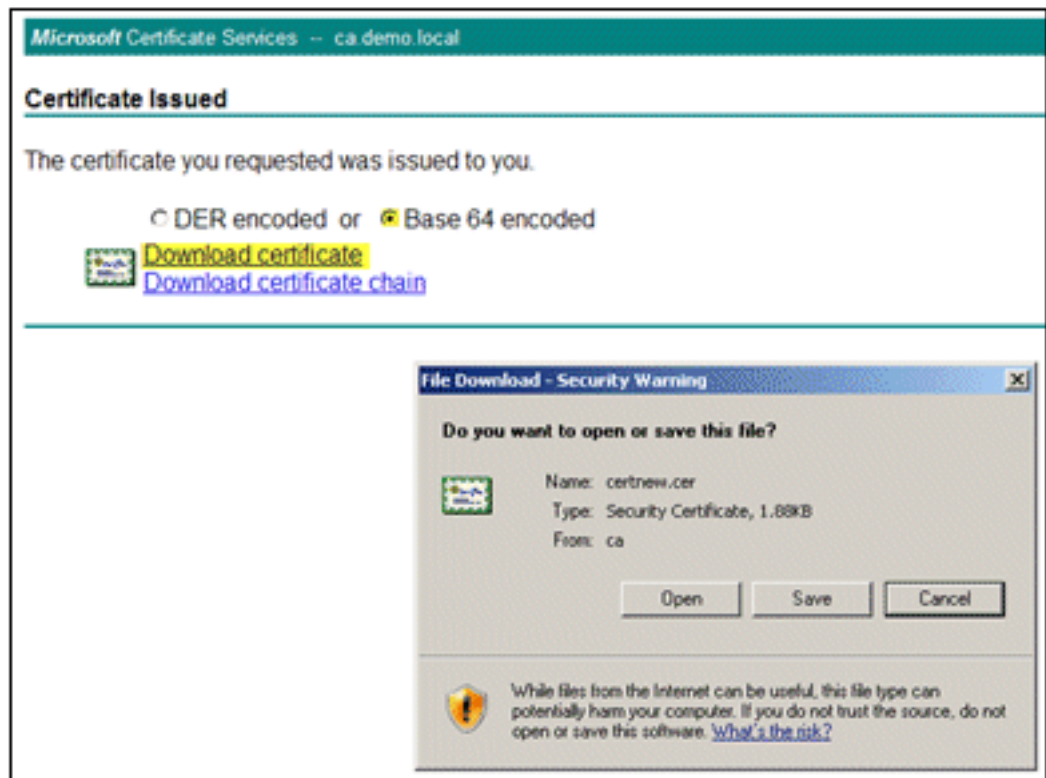 Microsoft Certificate Services -- ca.demo.local
Certificate Issued
The certificate you requested was issued to you.
DER encoded or Base 64 encoded
Download certificate
Download certificate chain
File Download - Security Warning
Do you want to open or save this file?
Name: certnew.cer
Type: Security Certificate, 1.88KB
From: ca
Open Save Cancel
While files from the Internet can be useful, this file type can
potentially harm your computer. If you do not trust the source, do not
open or save this software. What's the risk?